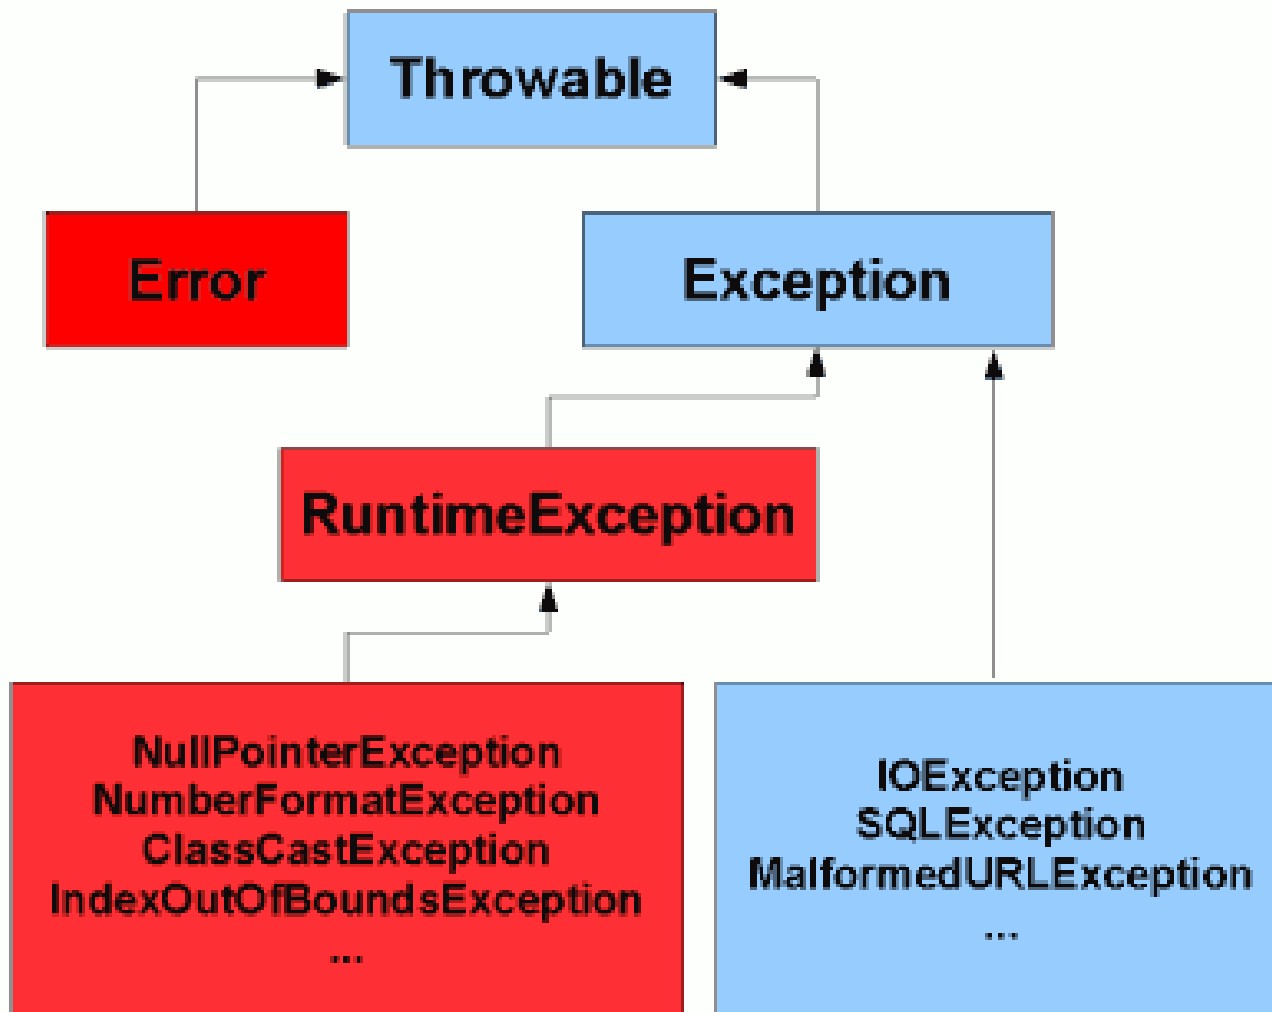 Throwable
Error
Exception
RuntimeException
NullPointerException
NumberFormatException
ClassCastException
IndexOutOfBoundsException
...
IOException
SQLException
MalformedURLException
...